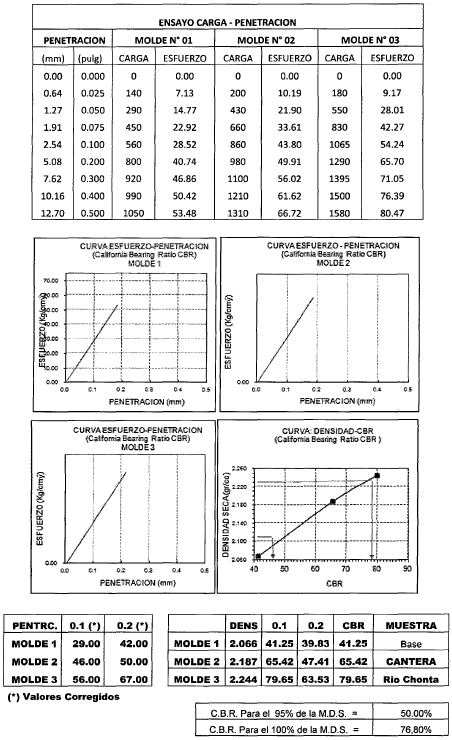 ENSAYO CARGA - PENETRACION
PENETRACION MOLDE N° 01 MOLDE N° 02 MOLDE N° 03
(mm) (pulg) CARGA ESFUERZO CARGA ESFUERZO CARGA ESFUERZO
0.00 0.000 0 0.00 0 0.00 0 0.00
0.64 0.025 140 7.13 200 10.19 180 9.17
1.27 0.050 290 14.77 430 21.90 550 28.01
1.91 0.075 450 22.92 660 33.61 830 42.27
2.54 0.100 560 28.52 860 43.80 1065 54.24
5.08 0.200 800 40.74 980 49.91 1290 65.70
7.62 0.300 920 46.86 1100 56.02 1395 71.05
10.16 0.400 990 50.42 1210 61.62 1500 76.39
12.70 0.500 1050 53.48 1310 66.72 1580 80.47
CURVA ESFUERZO-PENETRACION
(California Bearing Ratio CBR)
MOLDE 1
ESFUERZO (Kg/cmý)
70.00
60.00
50.00
40.00
30.00
20.00
10.00
0.00
0.0 0.1 0.2 0.3 0.4 0.5
PENETRACION (mm)
CURVA ESFUERZO - PENETRACION
(California Bearing Ratio CBR)
MOLDE 2
ESFUERZO (Kg/cmý)
0.00
0.0 0.1 0.2 0.3 0.4 0.5
PENETRACION (mm)
CURVA ESFUERZO-PENETRACION
(California Bearing Ratio CBR)
MOLDE 3
ESFUERZO (Kg/cmý)
0.00
0.0 0.1 0.2 0.3 0.4 0.5
PENETRACION (mm)
CURVA: DENSIDAD-CBR
(California Bearing Ratio CBR )
DENSIDAD SECA(gr/cc)
2.260
2.220
2.180
2.140
2.100
2.060
40 50 60 70 80 90
CBR
PENTRC. 0.1 (*) 0.2 (*)
MOLDE 1 29.00 42.00
MOLDE 2 46.00 50.00
MOLDE 3 56.00 67.00
(*) Valores Corregidos
DENS 0.1 0.2 CBR MUESTRA
MOLDE 1 2.066 41.25 39.83 41.25 Base
MOLDE 2 2.187 65.42 47.41 65.42 CANTERA
MOLDE 3 2.244 79.65 63.53 79.65 Rio Chonta
C.B.R. Para el 95% de la M.D.S. = 50.00%
C.B.R. Para el 100% de la M.D.S. = 76,80%